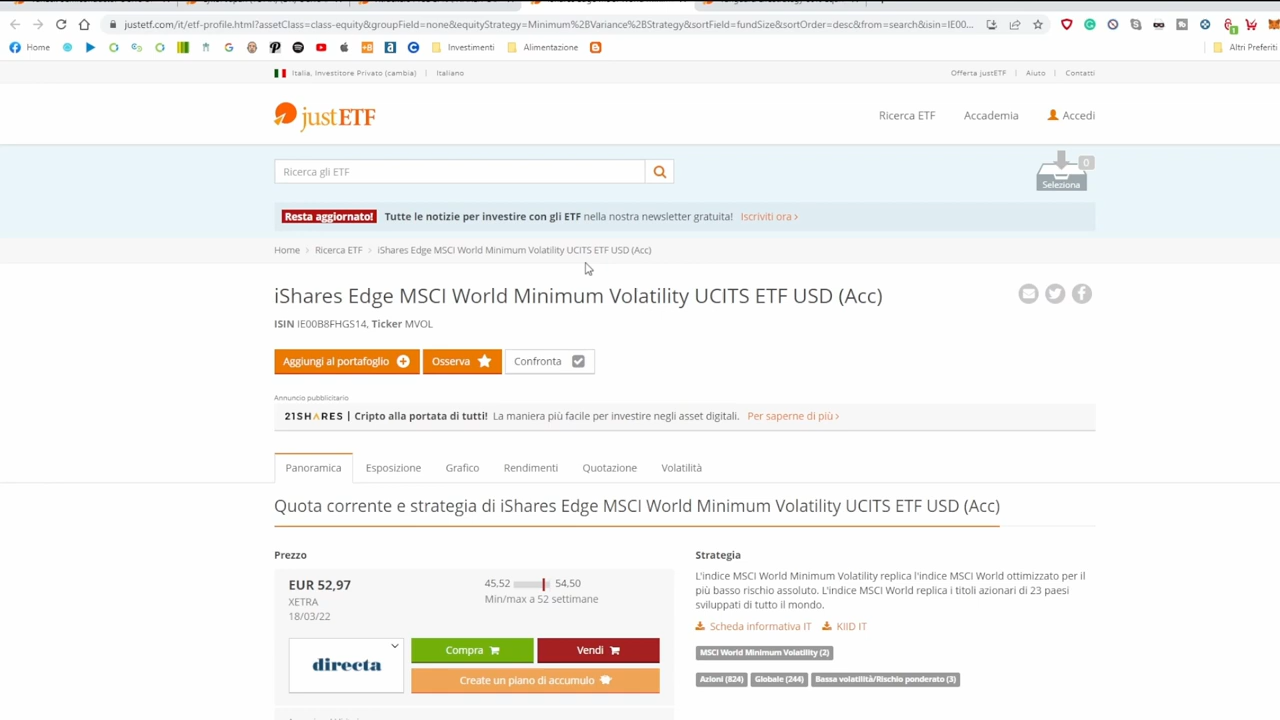 justetf.com/it/etf-profile.html?assetClass=class-equity&groupField=none&equityStrategy=Minimum%2BVariance%2BStrategy&sortField=fundSize&sortOrder=desc&from=search&isin=IE00...
Home Investimenti Alimentazione Altri Preferiti
Italia, Investitore Privato (cambia) | Italiano Offerta justETF | Aiuto | Contatti
justETF Ricerca ETF Accademia Accedi
Ricerca gli ETF 0
Seleziona
Resta aggiornato! Tutte le notizie per investire con gli ETF nella nostra newsletter gratuita! Iscriviti ora >
Home > Ricerca ETF > iShares Edge MSCI World Minimum Volatility UCITS ETF USD (Acc)
iShares Edge MSCI World Minimum Volatility UCITS ETF USD (Acc)
ISIN IE00B8FHGS14, Ticker MVOL
Aggiungi al portafoglio Osserva Confronta
Annuncio pubblicitario
21SHARES | Cripto alla portata di tutti! La maniera più facile per investire negli asset digitali. Per saperne di più >
Panoramica Esposizione Grafico Rendimenti Quotazione Volatilità
Quota corrente e strategia di iShares Edge MSCI World Minimum Volatility UCITS ETF USD (Acc)
Prezzo
EUR 52,97
XETRA
18/03/22
45,52 54,50
Min/max a 52 settimane
directa
Compra Vendi
Create un piano di accumulo
Strategia
L'indice MSCI World Minimum Volatility replica l'indice MSCI World ottimizzato per il
più basso rischio assoluto. L'indice MSCI World replica i titoli azionari di 23 paesi
sviluppati di tutto il mondo.
Scheda informativa IT KIID IT
MSCI World Minimum Volatility (2)
Azioni (824) Globale (244) Bassa volatilità/Rischio ponderato (3)